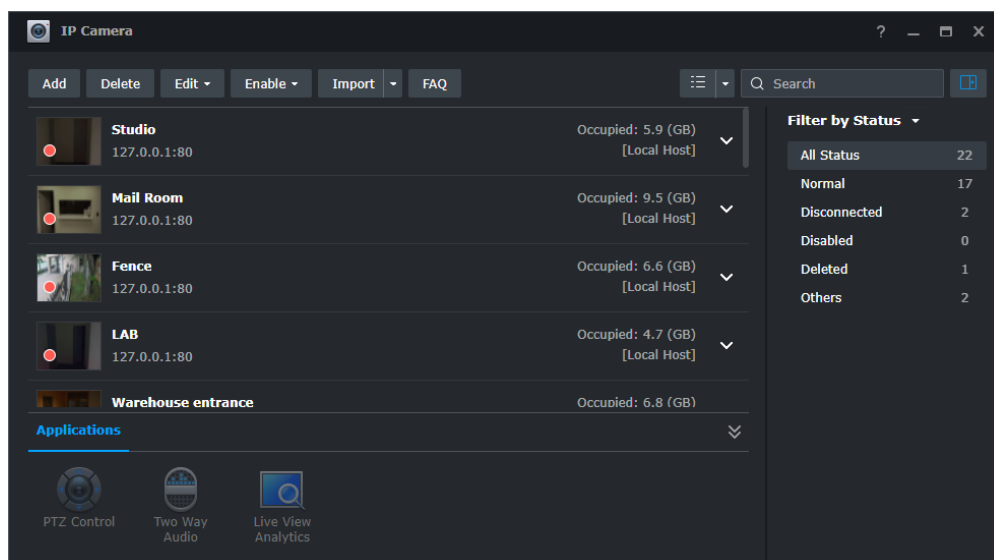 IP Camera
?
Add Delete Edit Enable Import FAQ Search
Studio Occupied: 5.9 (GB)
127.0.0.1:80 [Local Host]
Mail Room Occupied: 9.5 (GB)
127.0.0.1:80 [Local Host]
Fence Occupied: 6.6 (GB)
127.0.0.1:80 [Local Host]
LAB Occupied: 4.7 (GB)
127.0.0.1:80 [Local Host]
Warehouse entrance Occupied: 6.8 (GB)
Filter by Status
All Status 22
Normal 17
Disconnected 2
Disabled 0
Deleted 1
Others 2
Applications
PTZ Control
Two Way
Audio
Live View
Analytics